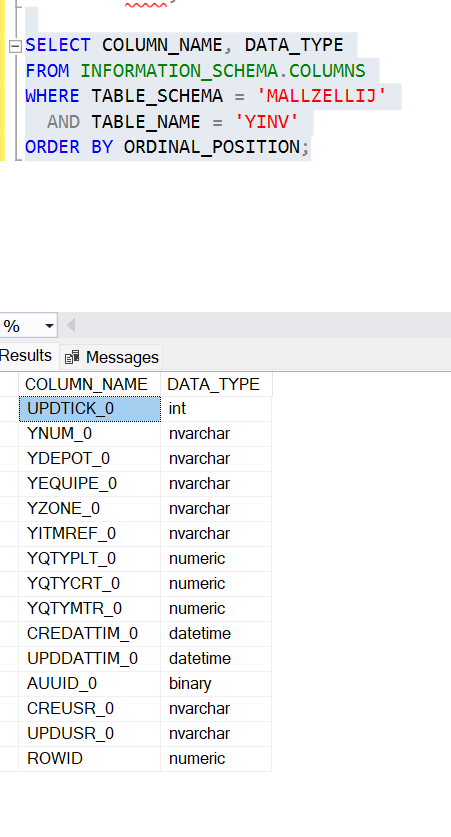 SELECT COLUMN_NAME, DATA_TYPE
FROM INFORMATION_SCHEMA.COLUMNS
WHERE TABLE_SCHEMA = 'MALLZELLIJ'
AND TABLE_NAME = 'YINV'
ORDER BY ORDINAL_POSITION;
%
Results Messages
COLUMN_NAME DATA_TYPE
UPDTICK_0 int
YNUM_0 nvarchar
YDEPOT_0 nvarchar
YEQUIPE_0 nvarchar
YZONE_0 nvarchar
YITMREF_0 nvarchar
YQTYPLT_0 numeric
YQTYCRT_0 numeric
YQTYMTR_0 numeric
CREDATTIM_0 datetime
UPDDATTIM_0 datetime
AUUID_0 binary
CREUSR_0 nvarchar
UPDUSR_0 nvarchar
ROWID numeric